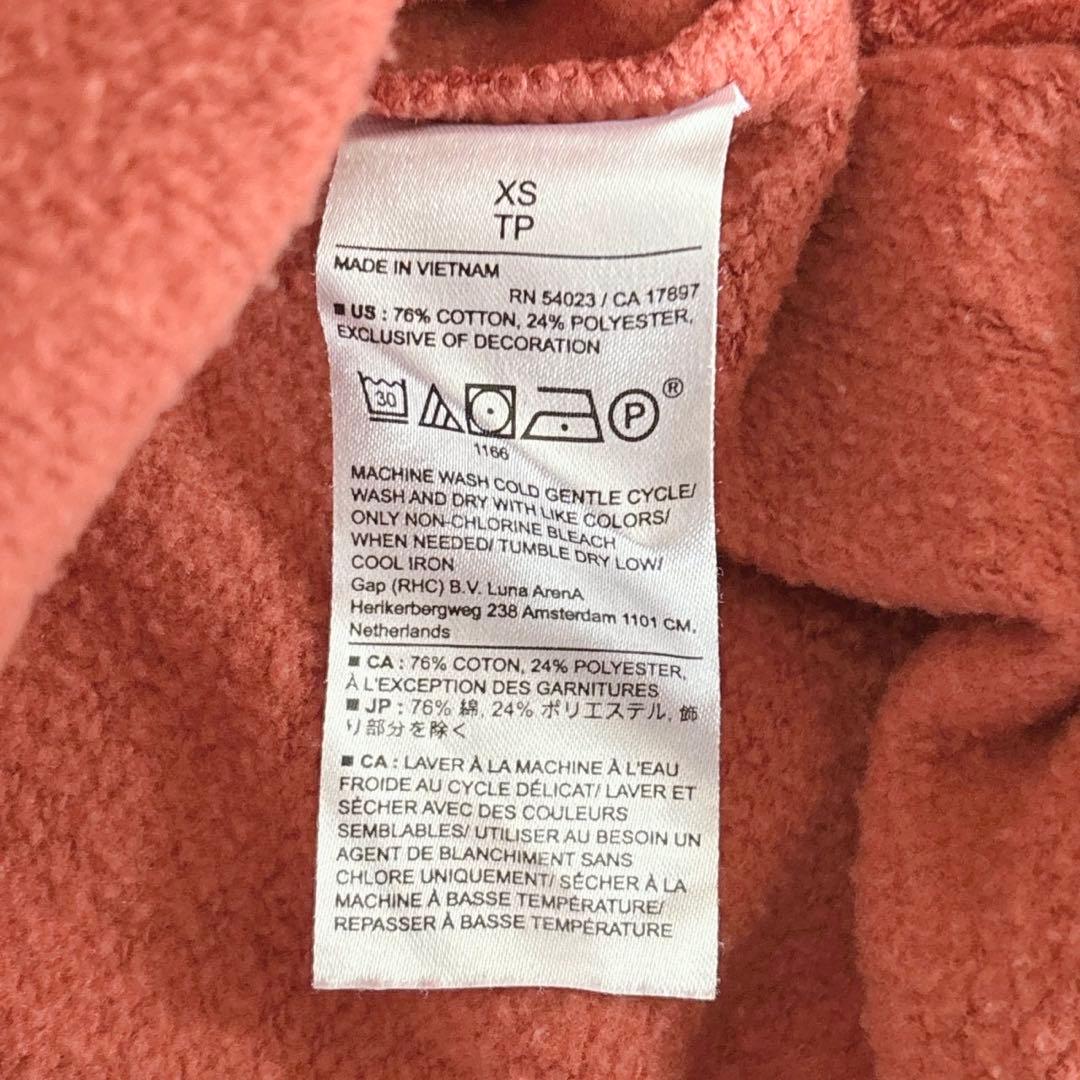 XS
TP
MADE IN VIETNAM
RN 54023 / CA 17897
■ US : 76% COTTON, 24% POLYESTER,
EXCLUSIVE OF DECORATION
30
P
®
1166
MACHINE WASH COLD GENTLE CYCLE/
WASH AND DRY WITH LIKE COLORS/
ONLY NON-CHLORINE BLEACH
WHEN NEEDED/ TUMBLE DRY LOW/
COOL IRON
Gap (RHC) B.V. Luna ArenA
Herikerbergweg 238 Amsterdam 1101 CM,
Netherlands
■ CA : 76% COTON, 24% POLYESTER,
À L'EXCEPTION DES GARNITURES
■ JP : 76% 綿, 24% ポリエステル, 飾
り部分を除く
■ CA : LAVER À LA MACHINE À L'EAU
FROIDE AU CYCLE DÉLICAT/ LAVER ET
SÉCHER AVEC DES COULEURS
SEMBLABLES/ UTILISER AU BESOIN UN
AGENT DE BLANCHIMENT SANS
CHLORE UNIQUEMENT/ SÉCHER À LA
MACHINE À BASSE TEMPÉRATURE/
REPASSER À BASSE TEMPÉRATURE